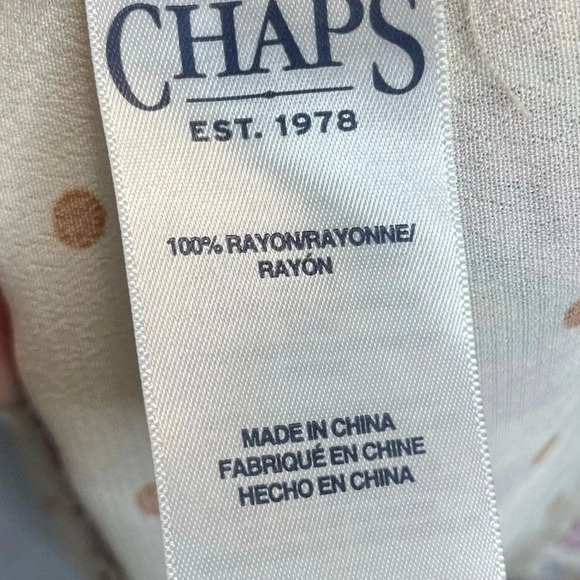 CHAPS
EST. 1978
100% RAYON/RAYONNE/
RAYÓN
MADE IN CHINA
FABRIQUÉ EN CHINE
HECHO EN CHINA